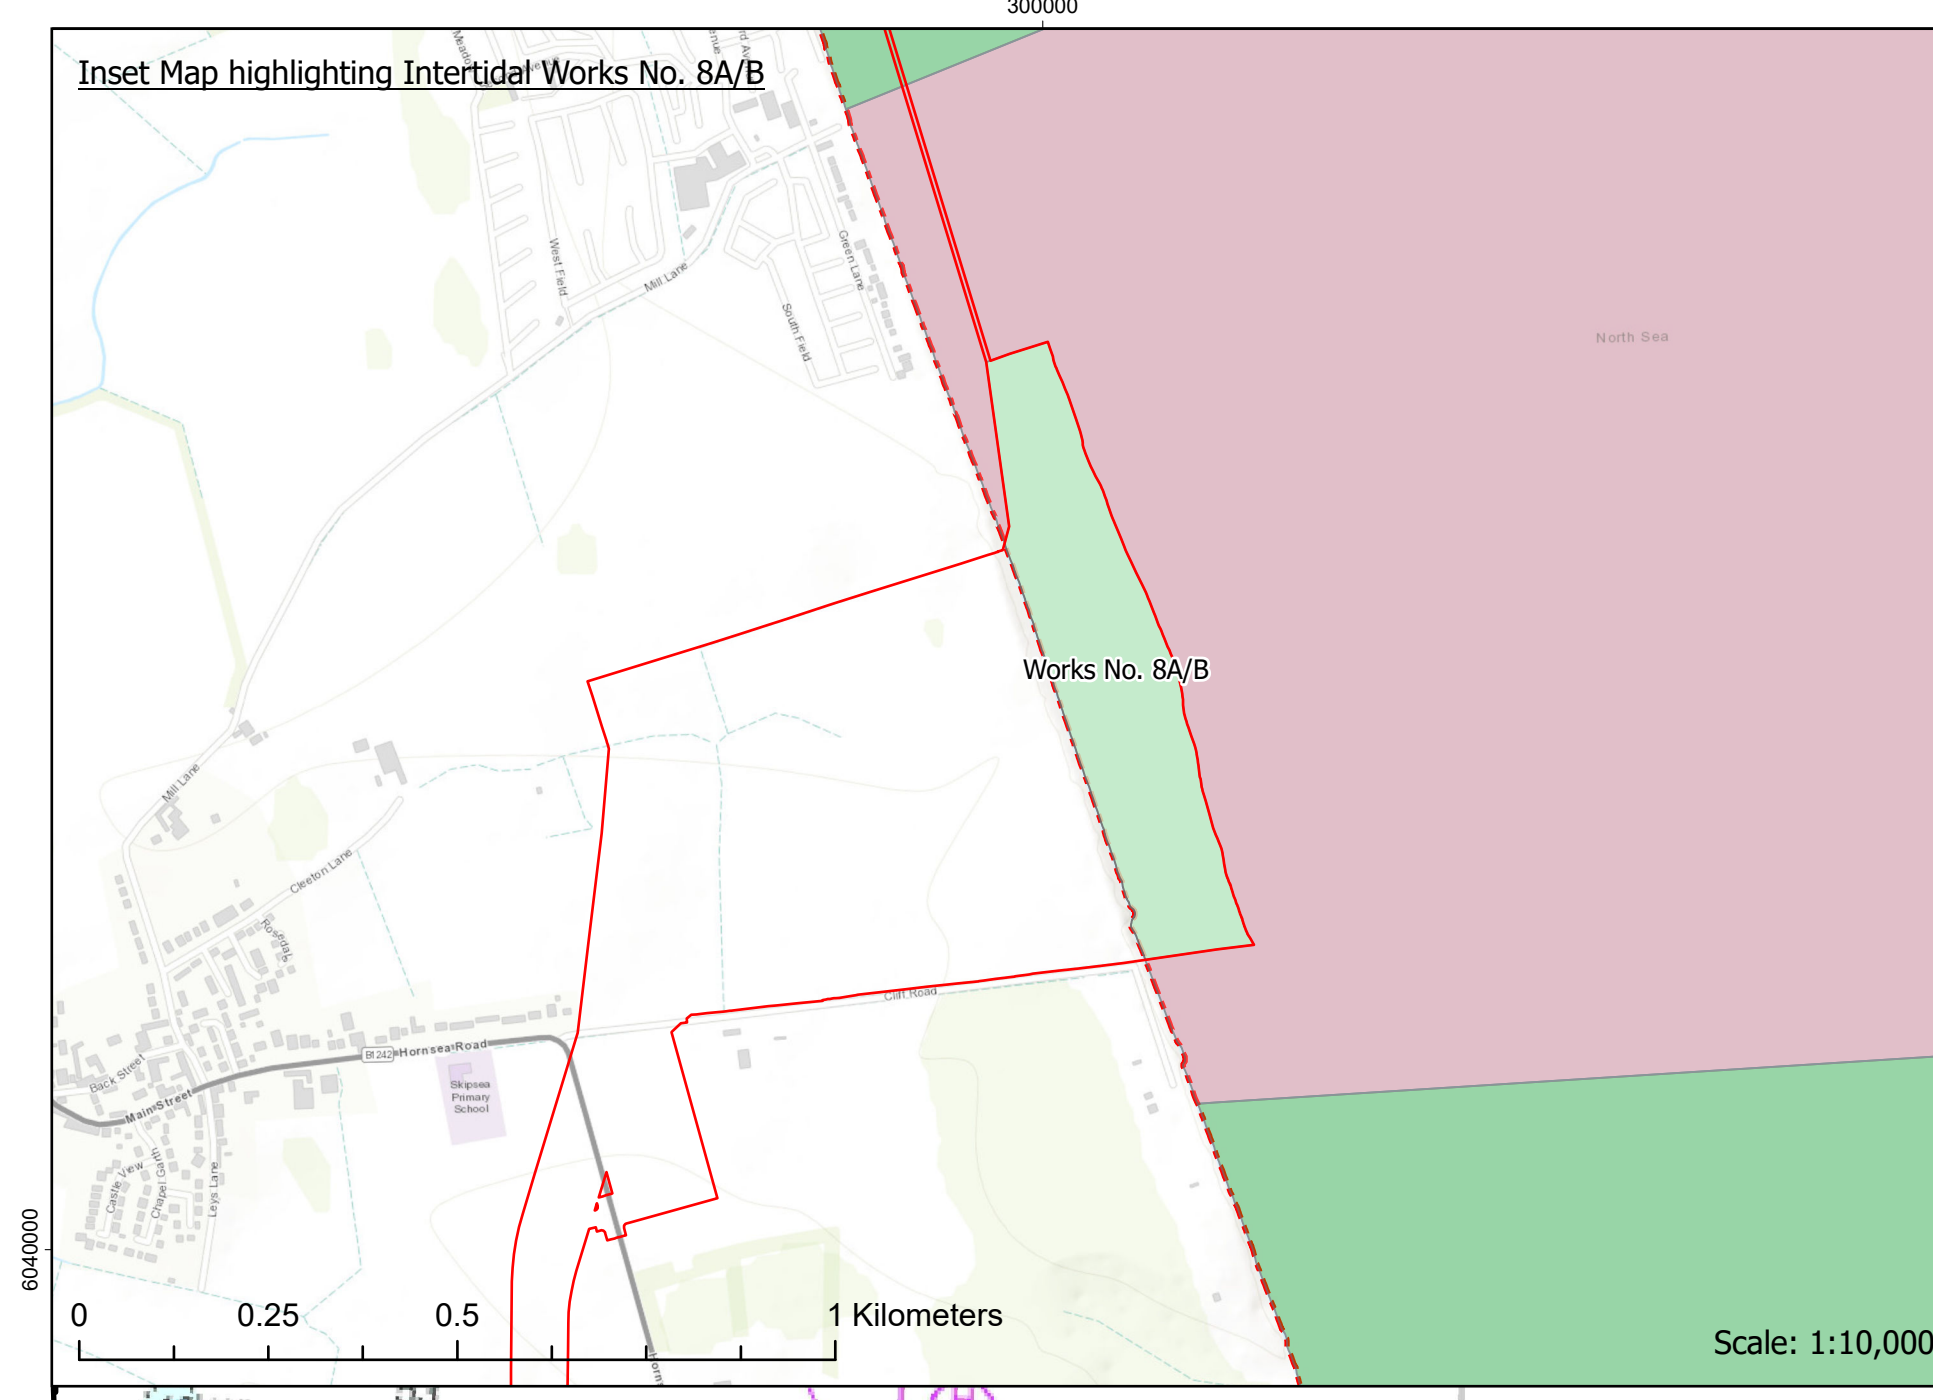 300000
Inset Map highlighting Intertidal Works No. 8A/B
Meadow
Avenue
West Field
Mill Lane
Green Lane
South Field
North Sea
Works No. 8A/B
Mill Lane
Cleeton Lane
Cliff Road
B1242
Hornsea Road
Back Street
Main Street
Skipsea
Primary
School
Castle View
Chapel Garth
Leys Lane
6040000
0
0.25
0.5
1 Kilometers
Scale: 1:10,000